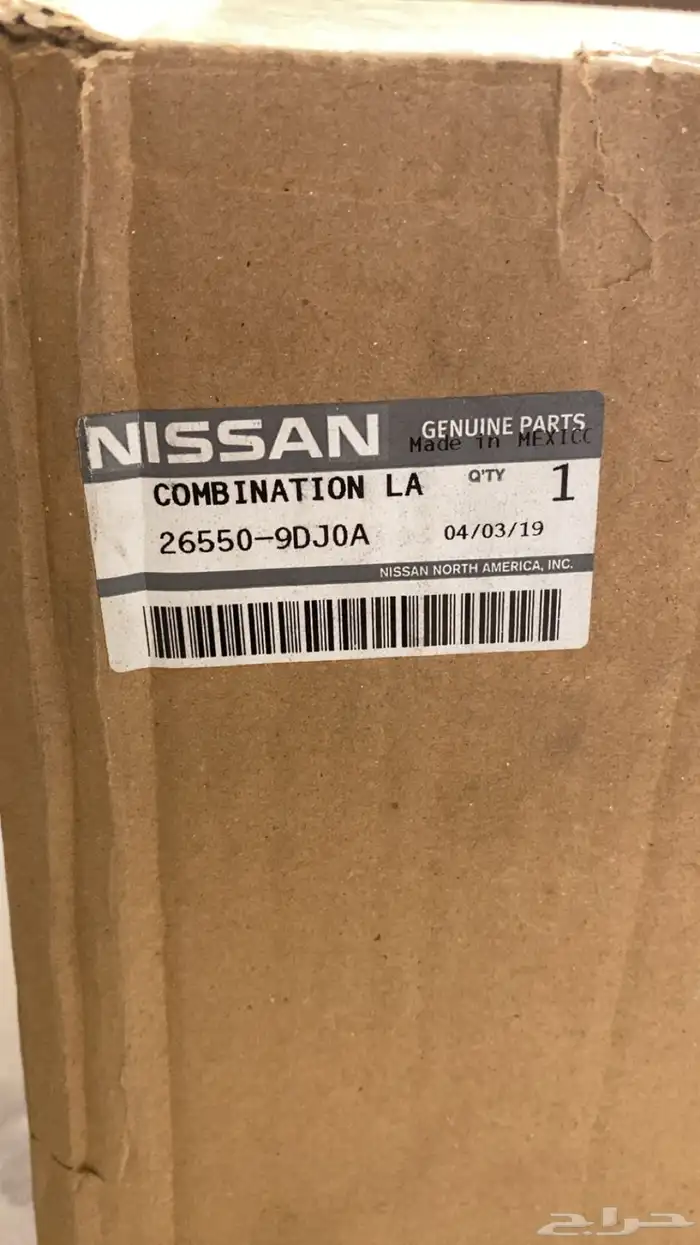 NISSAN GENUINE PARTS
Made in MEXICC
COMBINATION LA Q'TY 1
26550-9DJ0A 04/03/19
NISSAN NORTH AMERICA, INC.
حراج